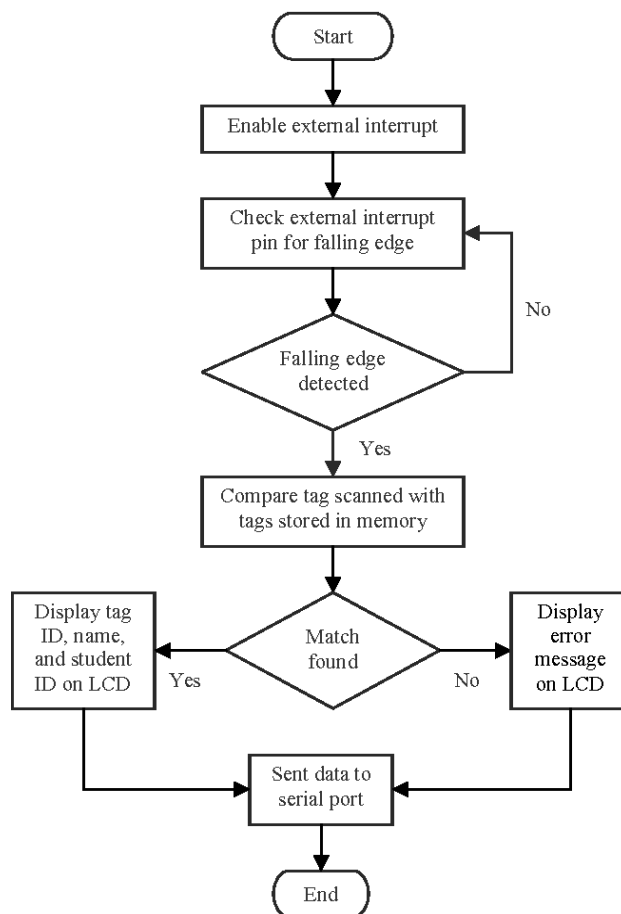 Start
Enable external interrupt
Check external interrupt
pin for falling edge
No
Falling edge
detected
Yes
Compare tag scanned with
tags stored in memory
Display tag
ID, name,
and student
ID on LCD
Yes
Match
found
No
Display
error
message
on LCD
Sent data to
serial port
End